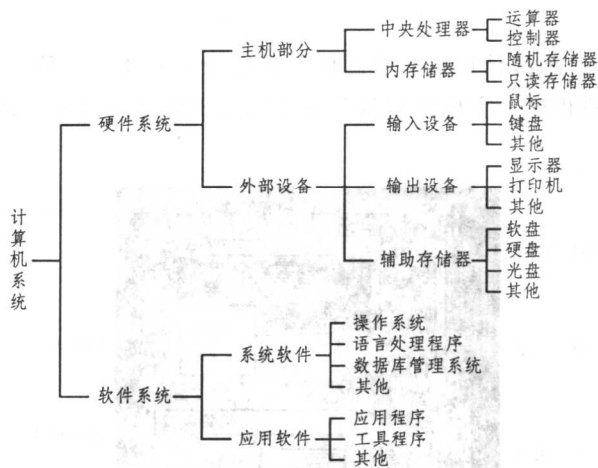 计算机系统
硬件系统
主机部分
中央处理器
运算器
控制器
内存储器
随机存储器
只读存储器
外部设备
输入设备
鼠标
键盘
其他
输出设备
显示器
打印机
其他
辅助存储器
软盘
硬盘
光盘
其他
软件系统
系统软件
操作系统
语言处理程序
数据库管理系统
其他
应用软件
应用程序
工具程序
其他